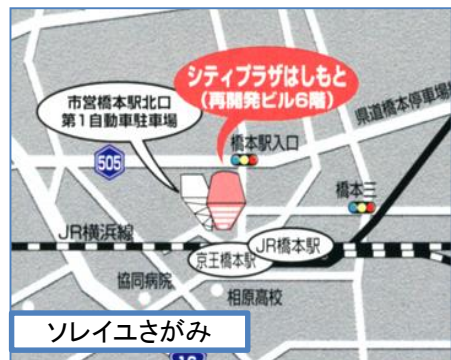 シティプラザはしもと
(再開発ビル6階)
市営橋本駅北口
第1自動車駐車場
県道橋本停車場
505
橋本駅入口
橋本三
JR横浜線
京王橋本駅
JR橋本駅
協同病院
相原高校
ソレイユさがみ
16